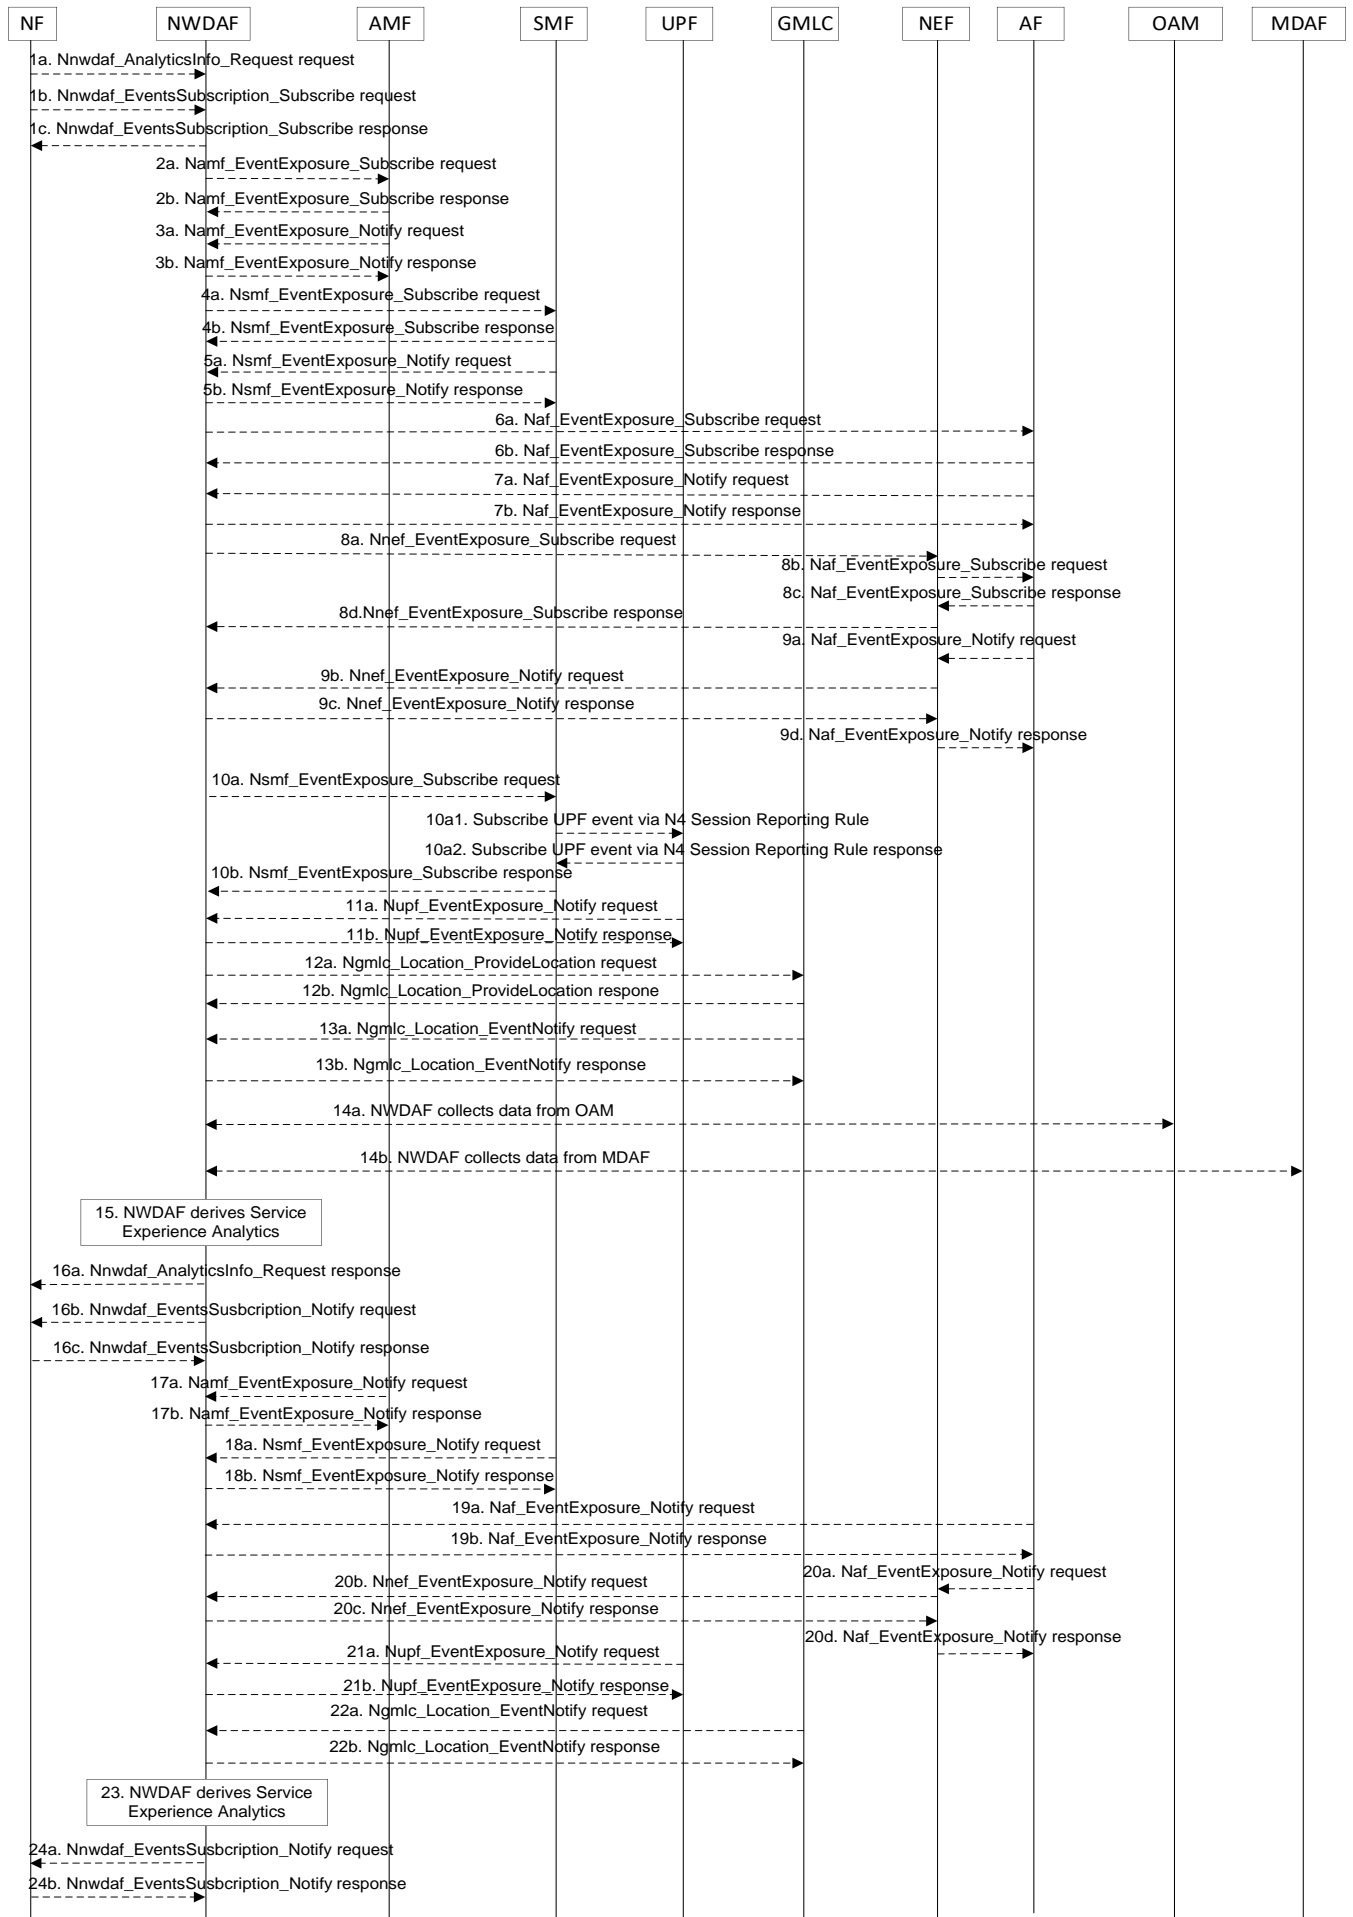 NF
NWDAF
AMF
SMF
UPF
GMLC
NEF
AF
OAM
MDAF
1a. Nnwdaf_AnalyticsInfo_Request request
1b. Nnwdaf_EventsSubscription_Subscribe request
1c. Nnwdaf_EventsSubscription_Subscribe response
2a. Namf_EventExposure_Subscribe request
2b. Namf_EventExposure_Subscribe response
3a. Namf_EventExposure_Notify request
3b. Namf_EventExposure_Notify response
4a. Nsmf_EventExposure_Subscribe request
4b. Nsmf_EventExposure_Subscribe response
5a. Nsmf_EventExposure_Notify request
5b. Nsmf_EventExposure_Notify response
6a. Naf_EventExposure_Subscribe request
6b. Naf_EventExposure_Subscribe response
7a. Naf_EventExposure_Notify request
7b. Naf_EventExposure_Notify response
8a. Nnef_EventExposure_Subscribe request
8b. Naf_EventExposure_Subscribe request
8c. Naf_EventExposure_Subscribe response
8d.Nnef_EventExposure_Subscribe response
9a. Naf_EventExposure_Notify request
9b. Nnef_EventExposure_Notify request
9c. Nnef_EventExposure_Notify response
9d. Naf_EventExposure_Notify response
10a. Nsmf_EventExposure_Subscribe request
10a1. Subscribe UPF event via N4 Session Reporting Rule
10a2. Subscribe UPF event via N4 Session Reporting Rule response
10b. Nsmf_EventExposure_Subscribe response
11a. Nupf_EventExposure_Notify request
11b. Nupf_EventExposure_Notify response
12a. Ngmlc_Location_ProvideLocation request
12b. Ngmlc_Location_ProvideLocation respone
13a. Ngmlc_Location_EventNotify request
13b. Ngmlc_Location_EventNotify response
14a. NWDAF collects data from OAM
14b. NWDAF collects data from MDAF
15. NWDAF derives Service
Experience Analytics
16a. Nnwdaf_AnalyticsInfo_Request response
16b. Nnwdaf_EventsSusbcription_Notify request
16c. Nnwdaf_EventsSusbcription_Notify response
17a. Namf_EventExposure_Notify request
17b. Namf_EventExposure_Notify response
18a. Nsmf_EventExposure_Notify request
18b. Nsmf_EventExposure_Notify response
19a. Naf_EventExposure_Notify request
19b. Naf_EventExposure_Notify response
20a. Naf_EventExposure_Notify request
20b. Nnef_EventExposure_Notify request
20c. Nnef_EventExposure_Notify response
20d. Naf_EventExposure_Notify response
21a. Nupf_EventExposure_Notify request
21b. Nupf_EventExposure_Notify response
22a. Ngmlc_Location_EventNotify request
22b. Ngmlc_Location_EventNotify response
23. NWDAF derives Service
Experience Analytics
24a. Nnwdaf_EventsSusbcription_Notify request
24b. Nnwdaf_EventsSusbcription_Notify response